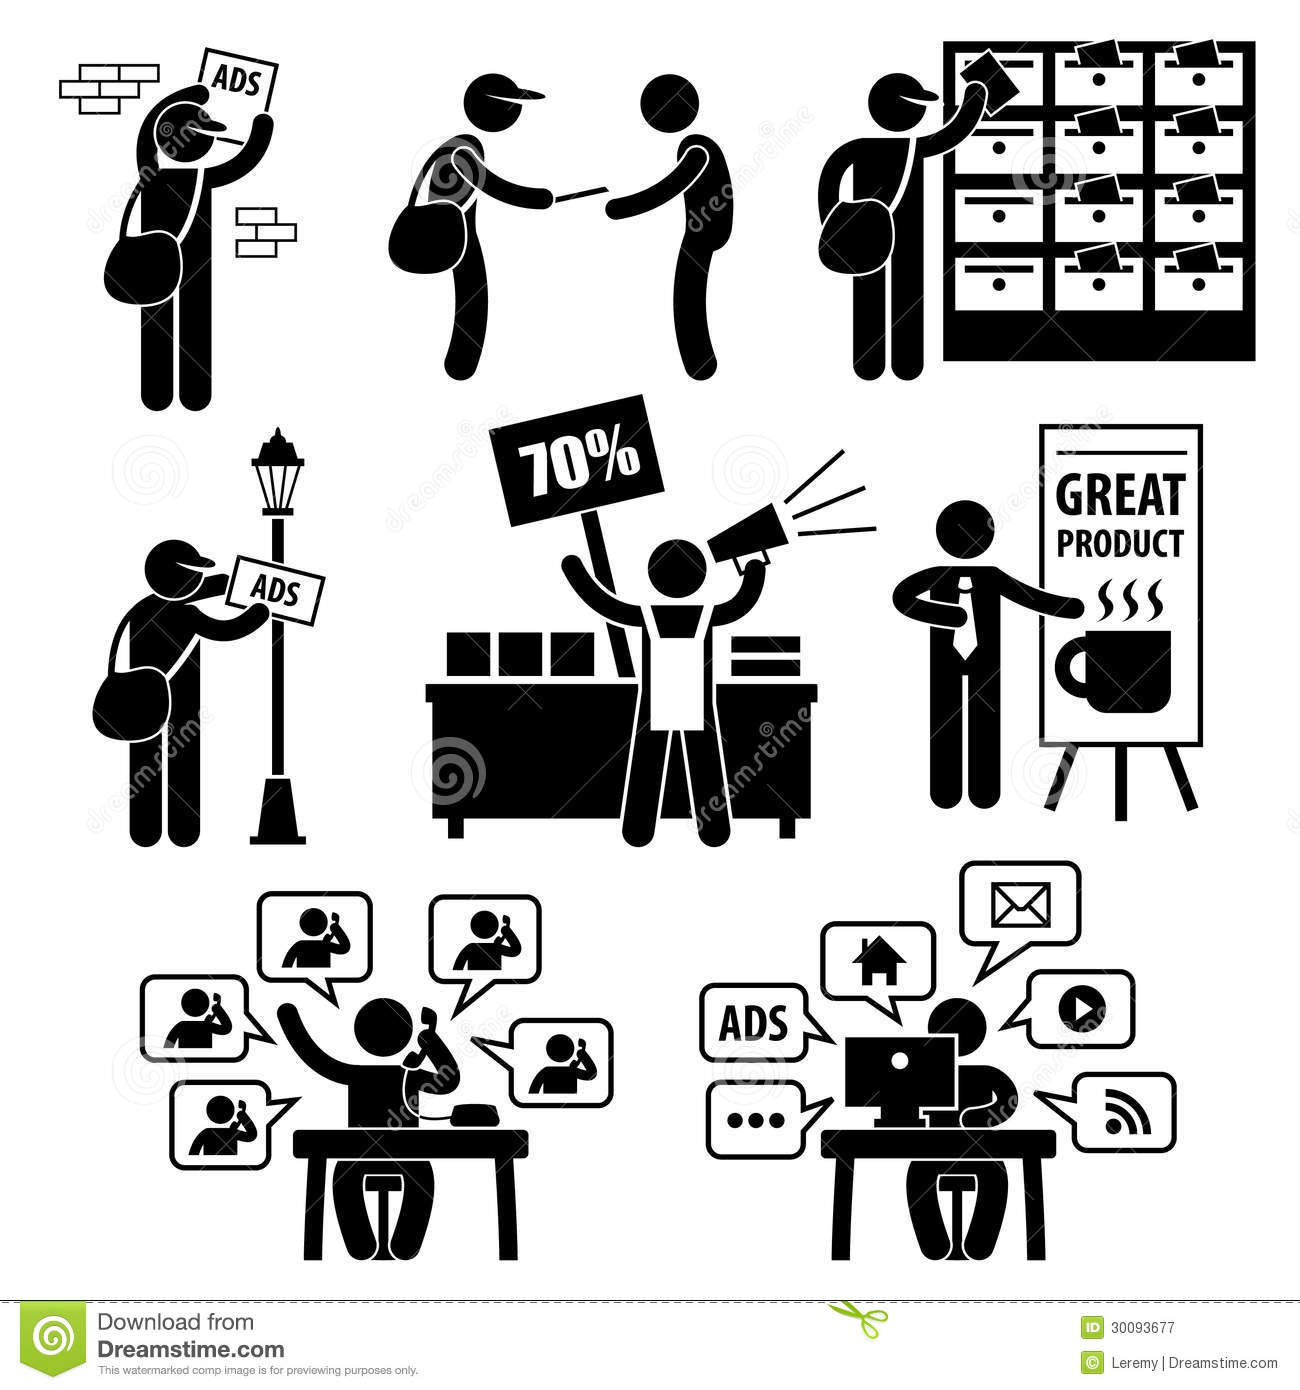 ADS
70%
GREAT
PRODUCT
ADS
ADS
Download from
Dreamstime.com
This watermarked comp image is for previewing purposes only.
ID 30093677
© Leremy | Dreamstime.com